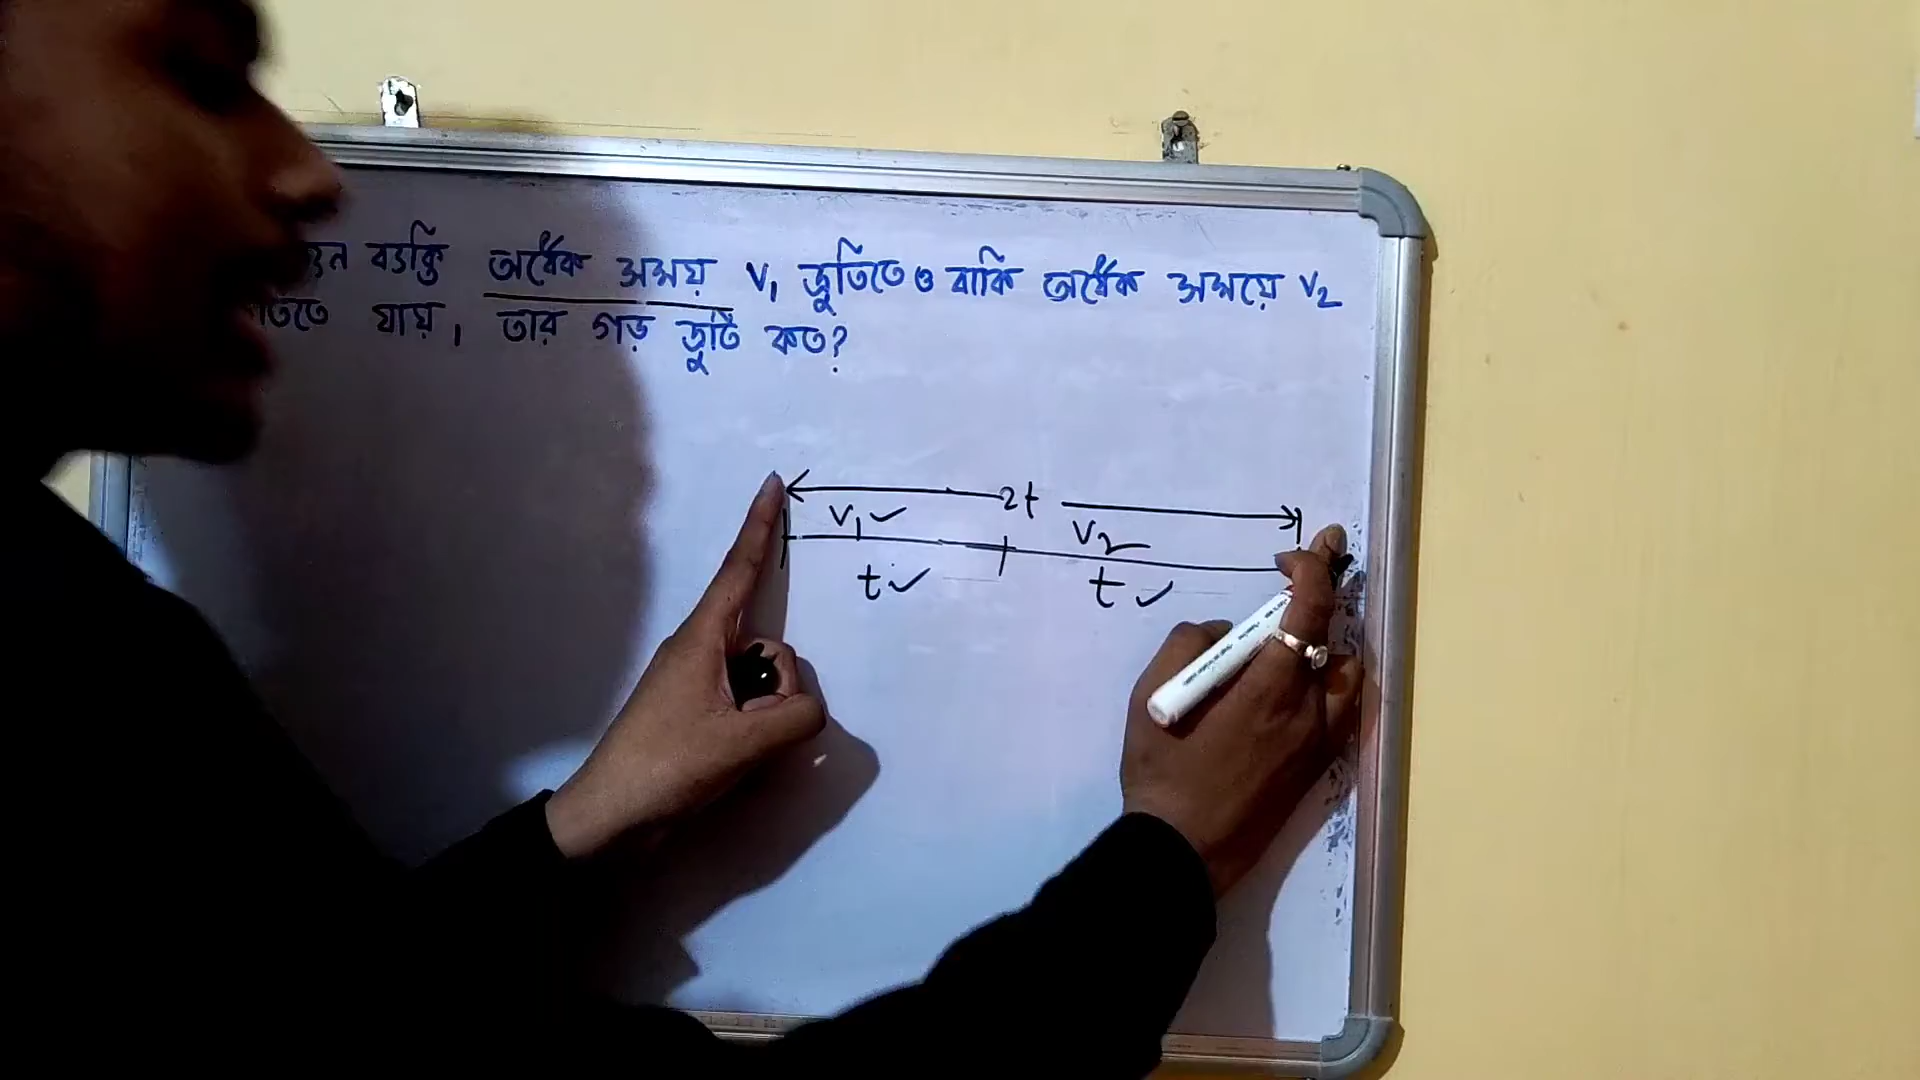 ব্যক্তি অর্ধেক সময় v₁ দ্রুতিতে ও বাকি অর্ধেক সময়ে v₂
যায়, তার গড় দ্রুতি কত?
2t
v₁✓ v₂
t✓ t✓